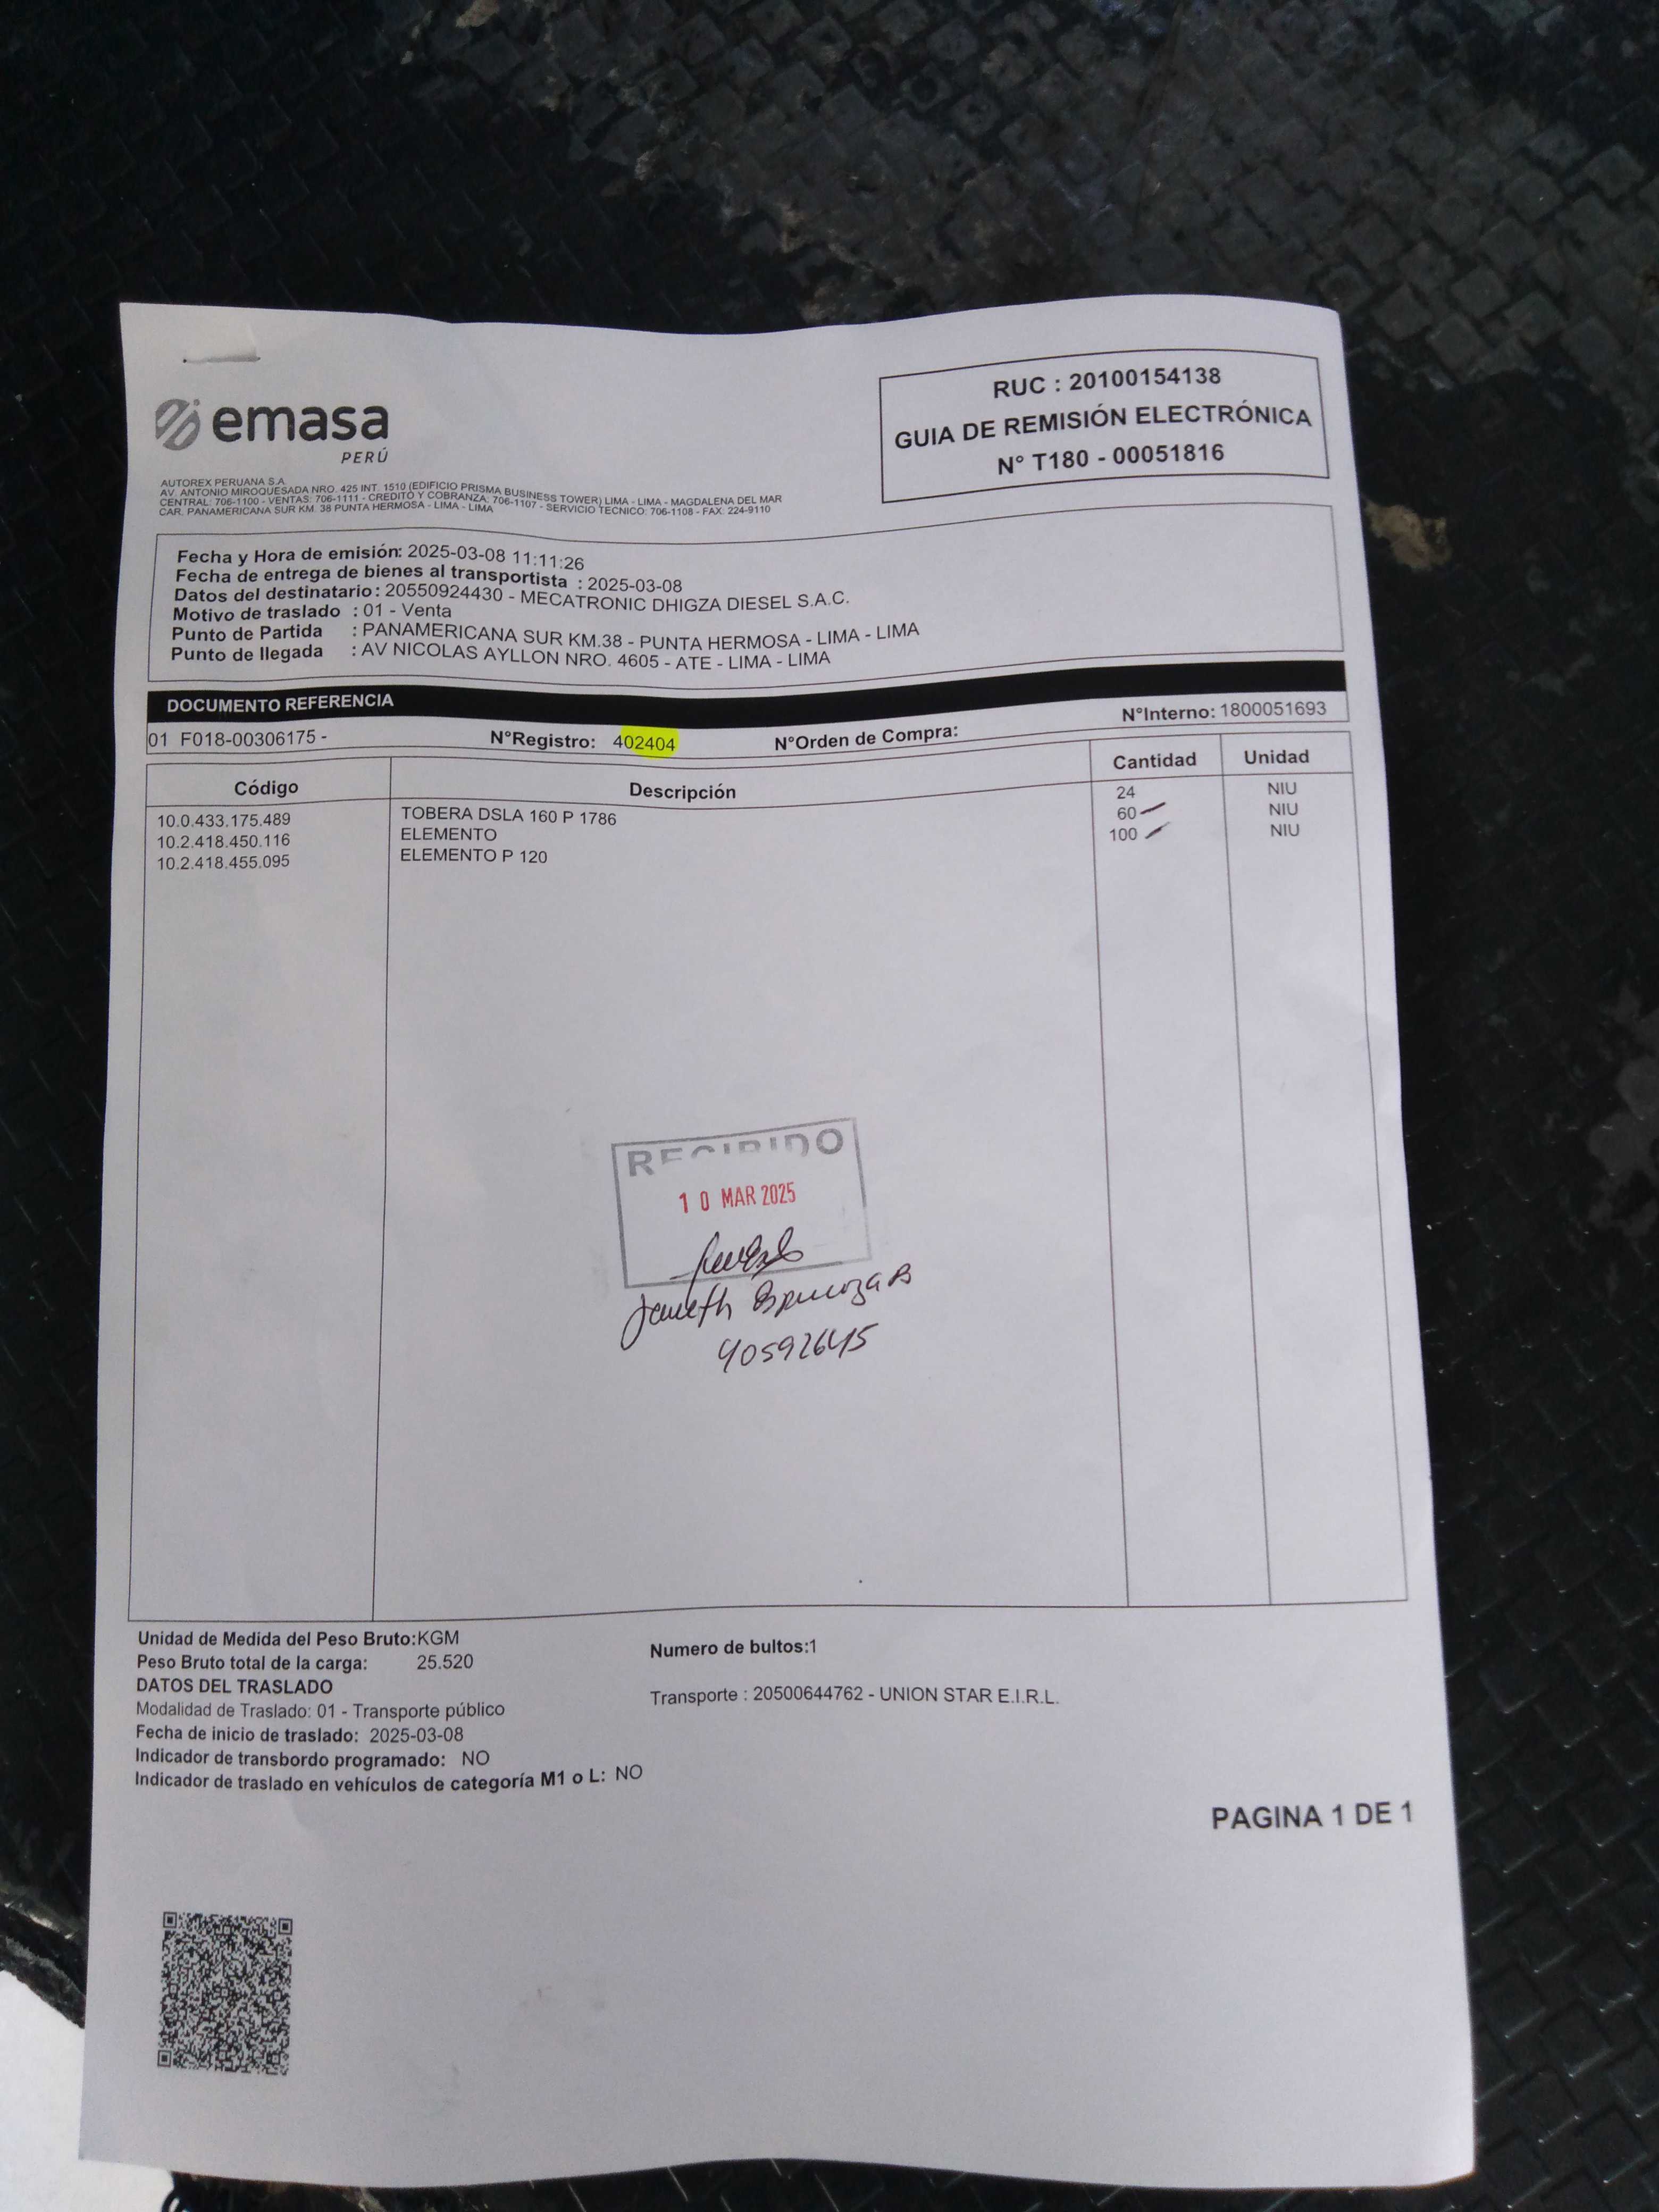 emasa
PERÚ
RUC : 20100154138
GUIA DE REMISIÓN ELECTRÓNICA
N° T180 - 00051816
AUTOREX PERUANA S.A.
AV. ANTONIO MIROQUESADA NRO. 425 INT. 1510 (EDIFICIO PRISMA BUSINESS TOWER) LIMA - LIMA - MAGDALENA DEL MAR
CENTRAL: 706-1100 - VENTAS: 706-1111 - CREDITO Y COBRANZA: 706-1107 - SERVICIO TECNICO: 706-1108 - FAX: 224-9110
CAR. PANAMERICANA SUR KM. 38 PUNTA HERMOSA - LIMA - LIMA
Fecha y Hora de emisión: 2025-03-08 11:11:26
Fecha de entrega de bienes al transportista : 2025-03-08
Datos del destinatario : 20550924430 - MECATRONIC DHIGZA DIESEL S.A.C.
Motivo de traslado : 01 - Venta
Punto de Partida : PANAMERICANA SUR KM.38 - PUNTA HERMOSA - LIMA - LIMA
Punto de llegada : AV NICOLAS AYLLON NRO. 4605 - ATE - LIMA - LIMA
DOCUMENTO REFERENCIA
01 F018-00306175 - N°Registro: 402404 N°Orden de Compra: N°Interno: 1800051693
Código Descripción Cantidad Unidad
10.0.433.175.489 TOBERA DSLA 160 P 1786 24 NIU
10.2.418.450.116 ELEMENTO 60 NIU
10.2.418.455.095 ELEMENTO P 120 100 NIU
RECIBIDO
10 MAR 2025
Janeth Espinoza B
40592645
Unidad de Medida del Peso Bruto:KGM
Peso Bruto total de la carga: 25.520
Numero de bultos:1
DATOS DEL TRASLADO
Modalidad de Traslado: 01 - Transporte público
Transporte : 20500644762 - UNION STAR E.I.R.L.
Fecha de inicio de traslado: 2025-03-08
Indicador de transbordo programado: NO
Indicador de traslado en vehículos de categoría M1 o L: NO
PAGINA 1 DE 1